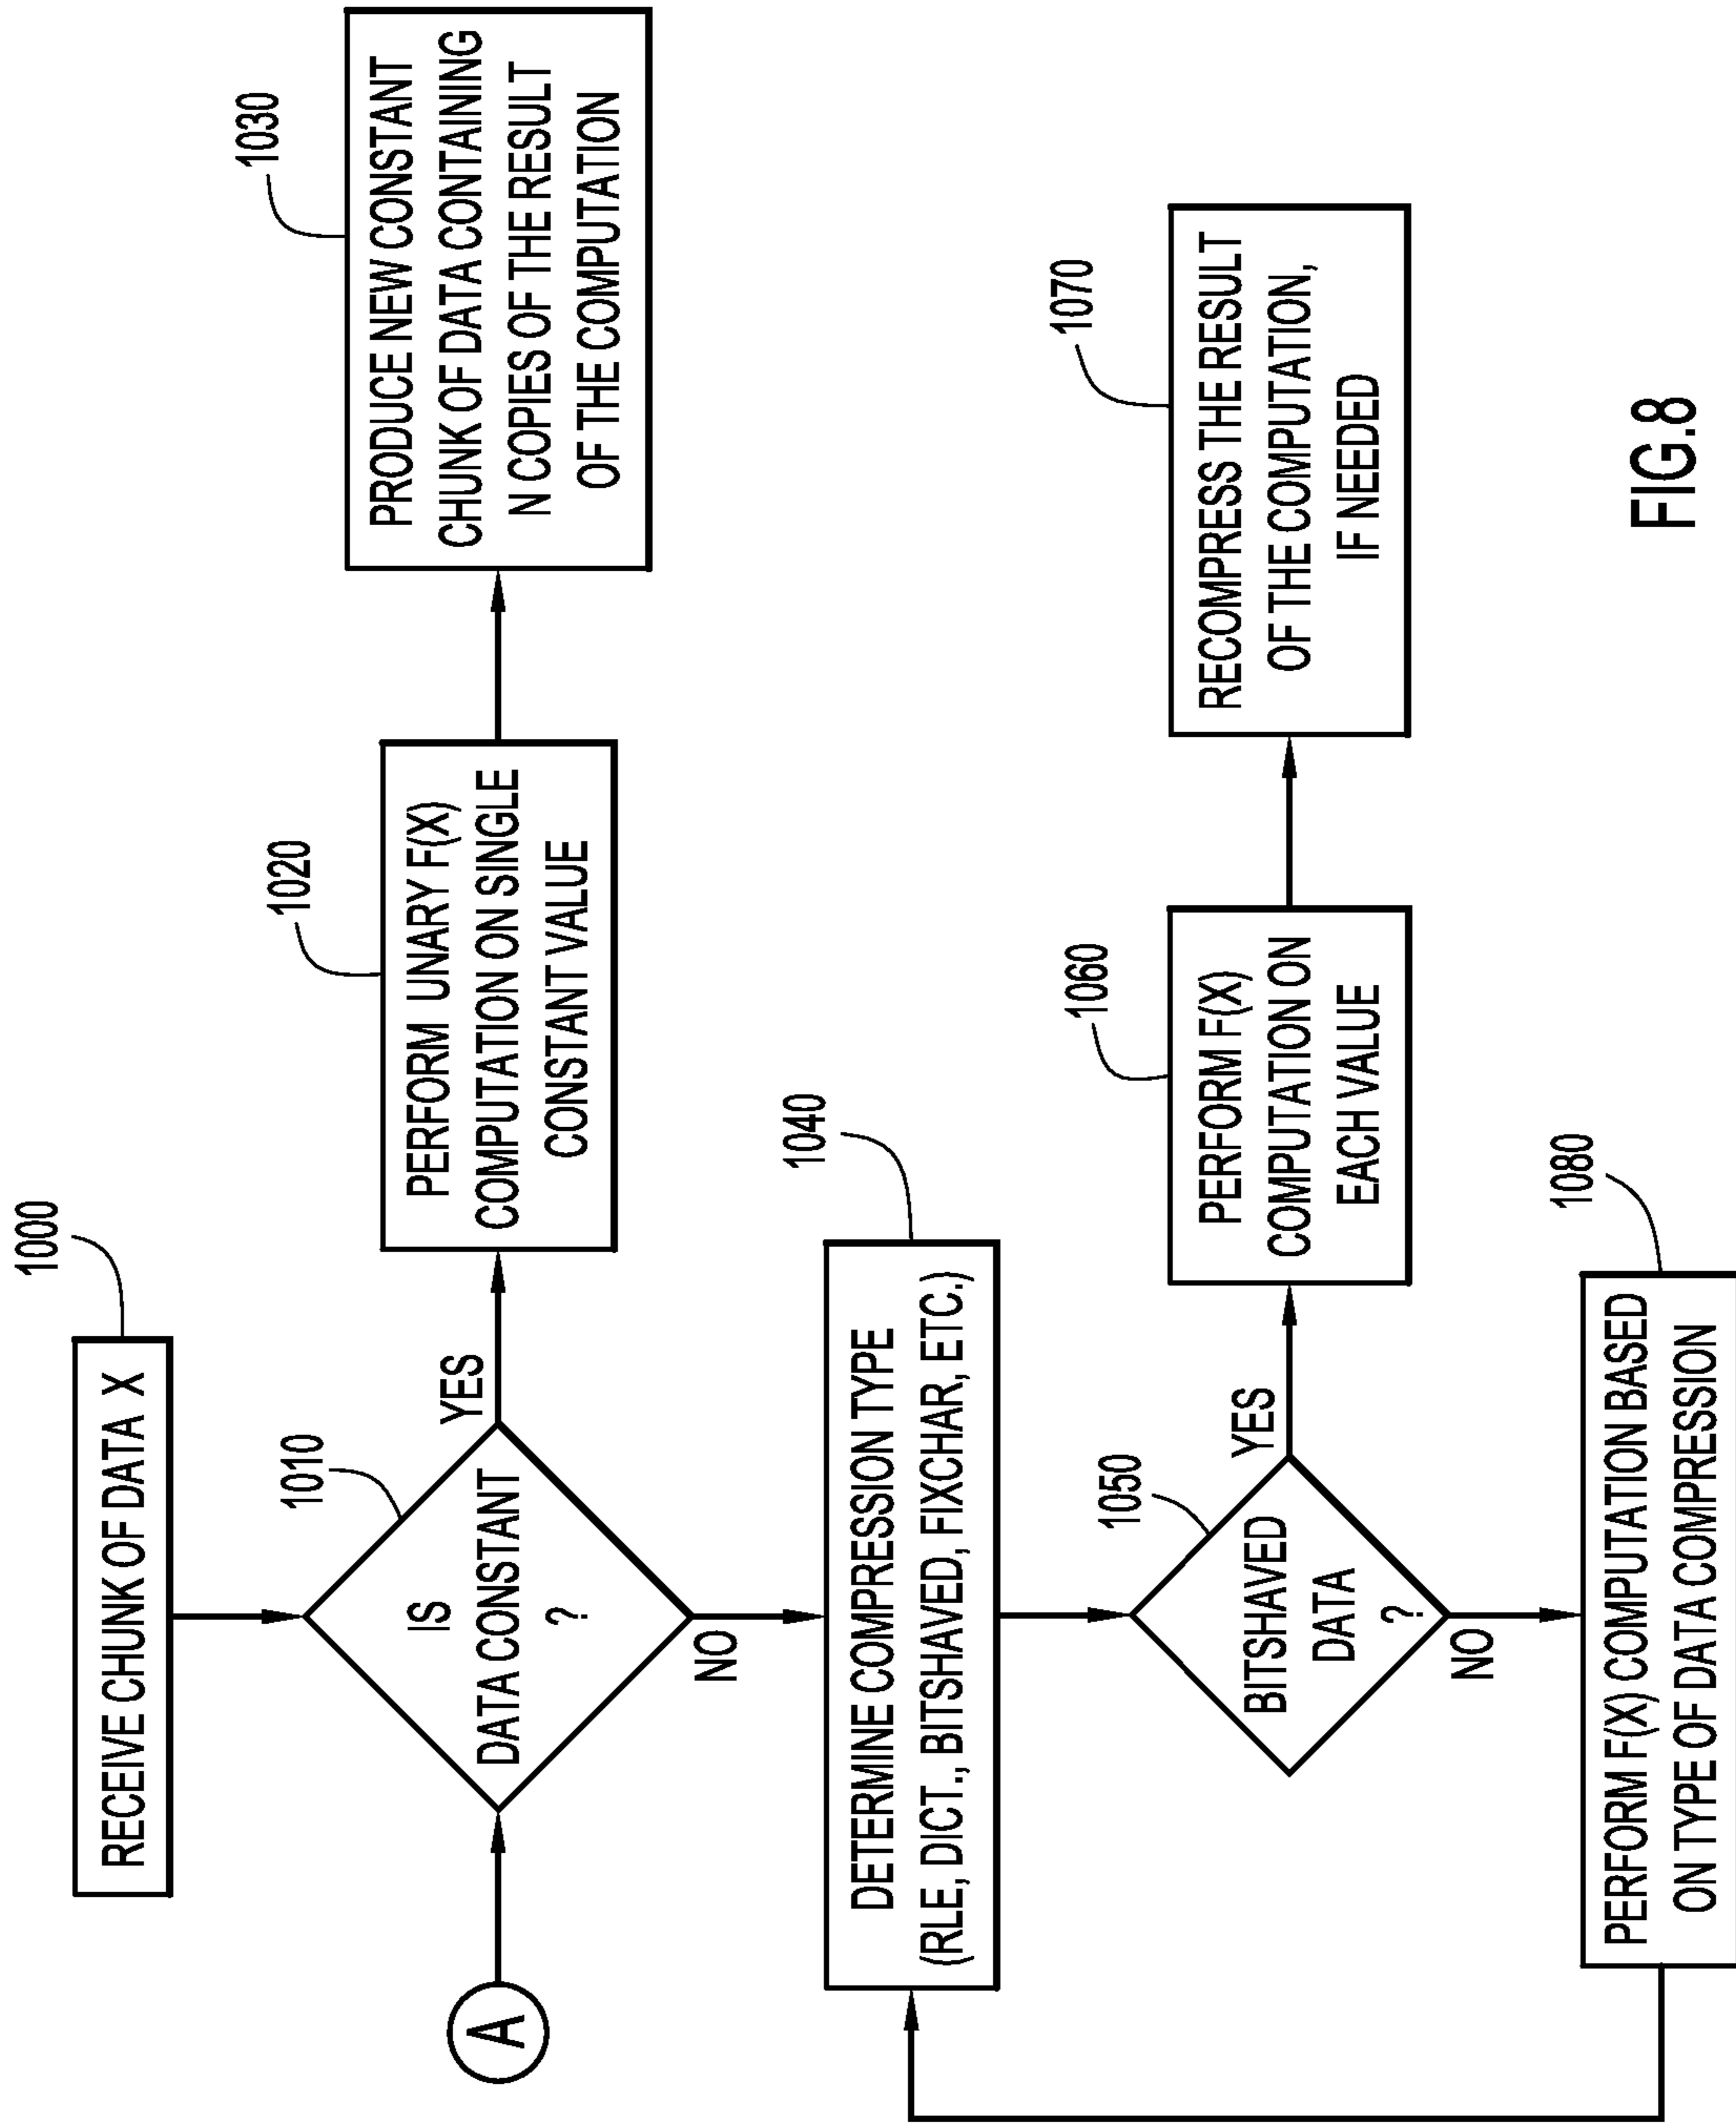 1000
RECEIVE CHUNK OF DATA X
A
1010
IS
DATA CONSTANT
?
YES
NO
1020
PERFORM UNARY F(X)
COMPUTATION ON SINGLE
CONSTANT VALUE
1030
PRODUCE NEW CONSTANT
CHUNK OF DATA CONTAINING
N COPIES OF THE RESULT
OF THE COMPUTATION
1040
DETERMINE COMPRESSION TYPE
(RLE, DICT., BITSHAVED, FIXCHAR, ETC.)
1050
BITSHAVED
DATA
?
YES
NO
1060
PERFORM F(X)
COMPUTATION ON
EACH VALUE
1070
RECOMPRESS THE RESULT
OF THE COMPUTATION,
IF NEEDED
1080
PERFORM F(X) COMPUTATION BASED
ON TYPE OF DATA COMPRESSION
FIG.8